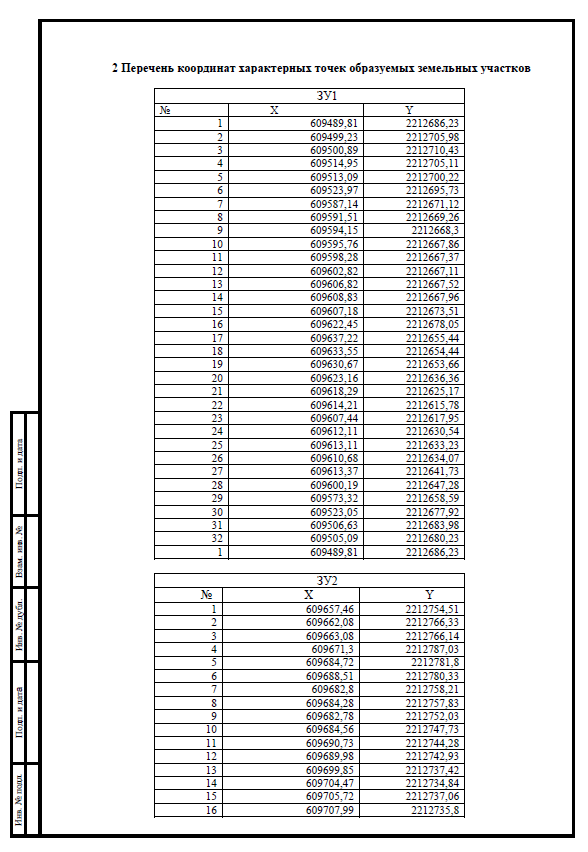 2 Перечень координат характерных точек образуемых земельных участков
ЗУ1
№ X Y
1 609489,81 2212686,23
2 609499,23 2212705,98
3 609500,89 2212710,43
4 609514,95 2212705,11
5 609513,09 2212700,22
6 609523,97 2212695,73
7 609587,14 2212671,12
8 609591,51 2212669,26
9 609594,15 2212668,3
10 609595,76 2212667,86
11 609598,28 2212667,37
12 609602,82 2212667,11
13 609606,82 2212667,52
14 609608,83 2212667,96
15 609607,18 2212673,51
16 609622,45 2212678,05
17 609637,22 2212655,44
18 609633,55 2212654,44
19 609630,67 2212653,66
20 609623,16 2212636,36
21 609618,29 2212625,17
22 609614,21 2212615,78
23 609607,44 2212617,95
24 609612,11 2212630,54
25 609613,11 2212633,23
26 609610,68 2212634,07
27 609613,37 2212641,73
28 609600,19 2212647,28
29 609573,32 2212658,59
30 609523,05 2212677,92
31 609506,63 2212683,98
32 609505,09 2212680,23
1 609489,81 2212686,23
ЗУ2
№ X Y
1 609657,46 2212754,51
2 609662,08 2212766,33
3 609663,08 2212766,14
4 609671,3 2212787,03
5 609684,72 2212781,8
6 609688,51 2212780,33
7 609682,8 2212758,21
8 609684,28 2212757,83
9 609682,78 2212752,03
10 609684,56 2212747,73
11 609690,73 2212744,28
12 609689,98 2212742,93
13 609699,85 2212737,42
14 609704,47 2212734,84
15 609705,72 2212737,06
16 609707,99 2212735,8
Подп. и дата
Взам. инв. №
Инв. № дубл.
Подп. и дата
Инв. № подл.